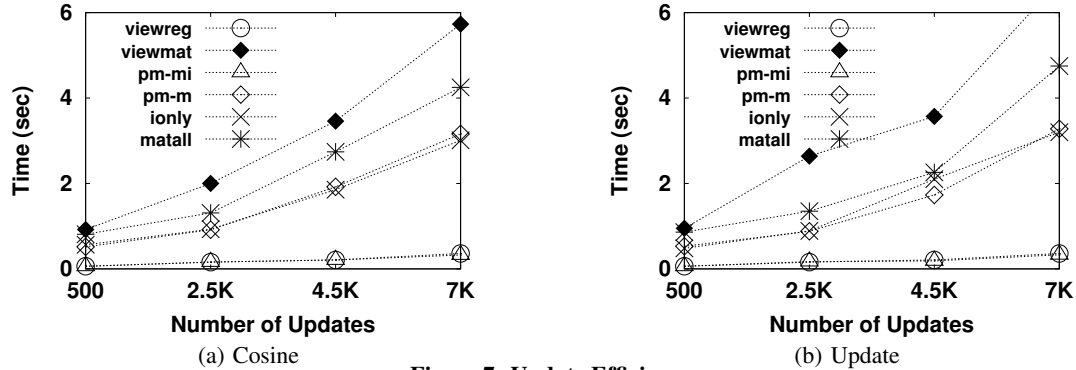 6
4
2
0
Time (sec)
viewreg
viewmat
pm-mi
pm-m
ionly
matall
500
2.5K
4.5K
7K
Number of Updates
(a) Cosine
6
4
2
0
Time (sec)
viewreg
viewmat
pm-mi
pm-m
ionly
matall
500
2.5K
4.5K
7K
Number of Updates
(b) Update